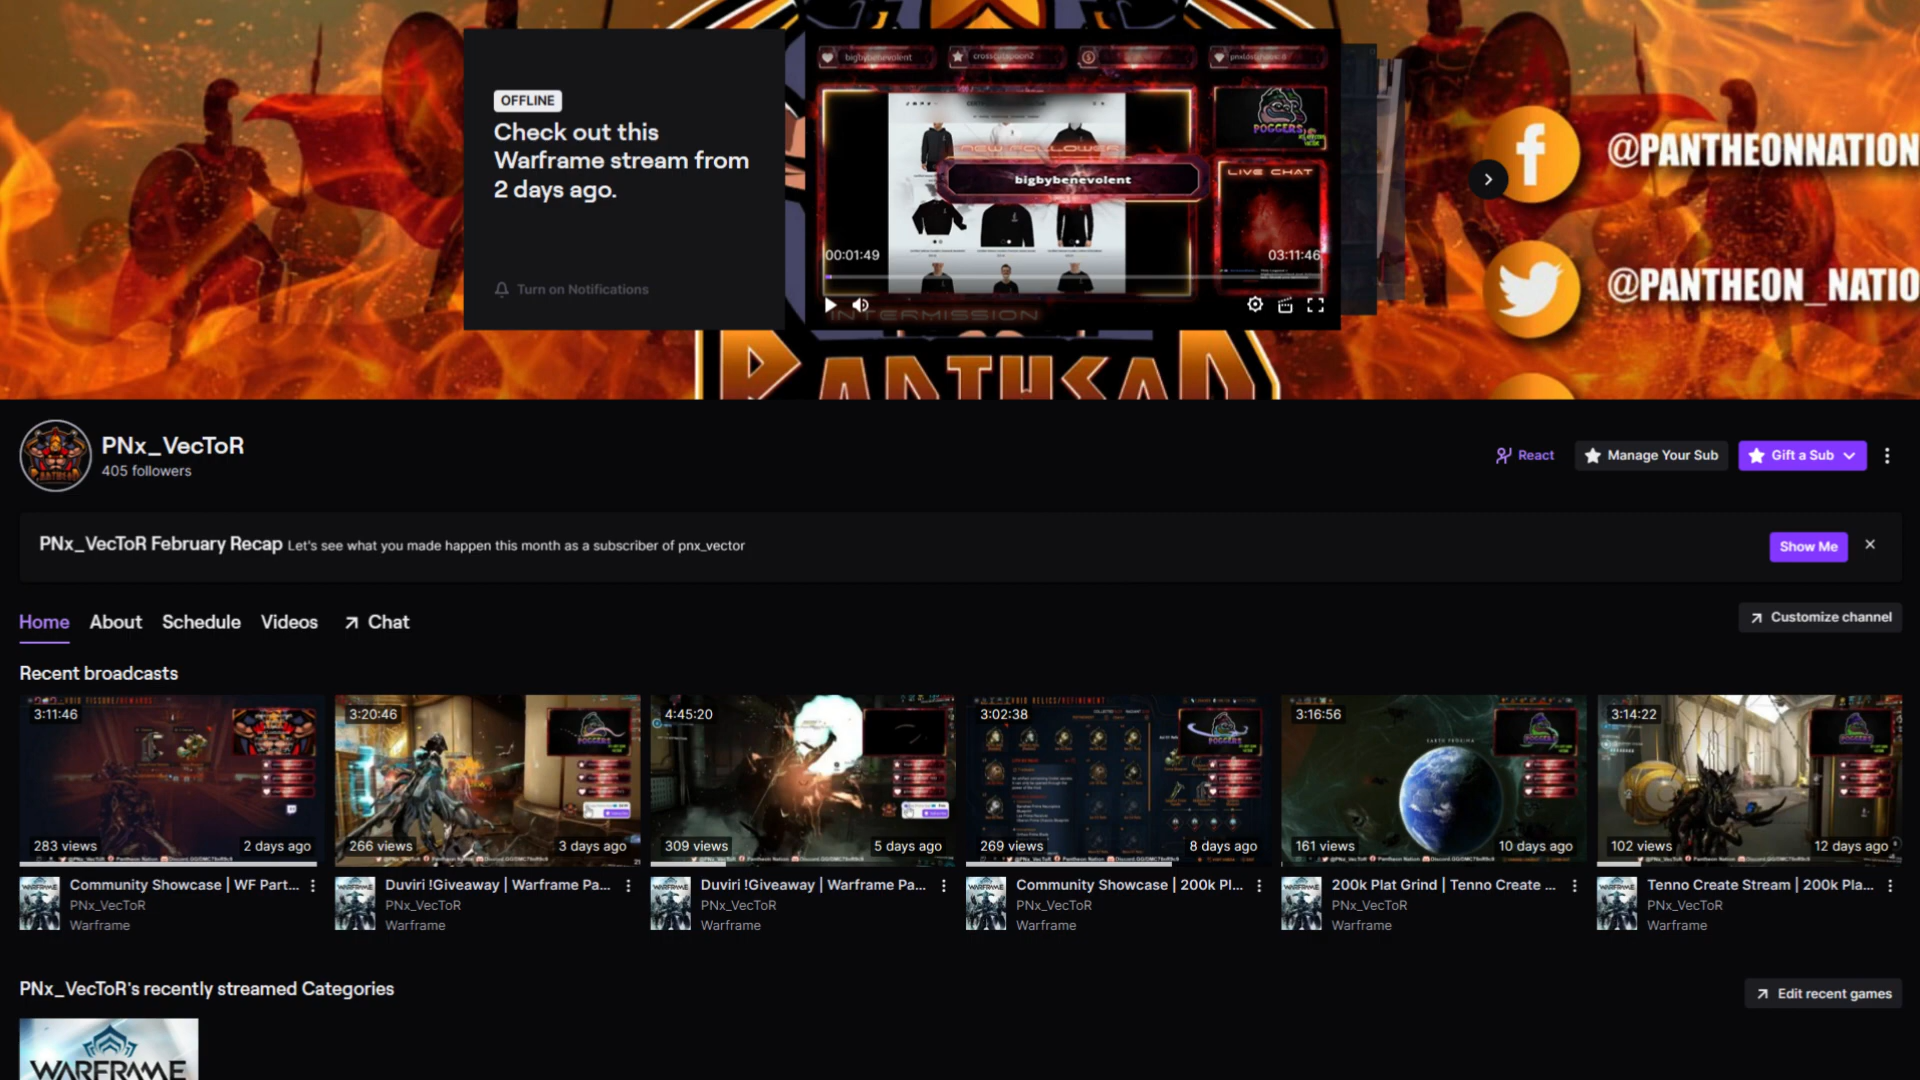 bigbybenevolent
crosscutspoon2
OFFLINE
Check out this
Warframe stream from
2 days ago.
Turn on Notifications
NEW FOLLOWER
bigbybenevolent
POGGERS
LIVE CHAT
00:01:49
03:11:46
INTERMISSION
@PANTHEONNATION
@PANTHEON_NATIO
PNx_VecToR
405 followers
React
Manage Your Sub
Gift a Sub
PNx_VecToR February Recap Let's see what you made happen this month as a subscriber of pnx_vector
Show Me
Home About Schedule Videos Chat
Customize channel
Recent broadcasts
3:11:46
283 views
2 days ago
Community Showcase | WF Part...
PNx_VecToR
Warframe
3:20:46
266 views
3 days ago
Duviri !Giveaway | Warframe Pa...
PNx_VecToR
Warframe
4:45:20
309 views
5 days ago
Duviri !Giveaway | Warframe Pa...
PNx_VecToR
Warframe
3:02:38
269 views
8 days ago
Community Showcase | 200k Pl...
PNx_VecToR
Warframe
3:16:56
EARTH PROXIMA
161 views
10 days ago
200k Plat Grind | Tenno Create ...
PNx_VecToR
Warframe
3:14:22
102 views
12 days ago
Tenno Create Stream | 200k Pla...
PNx_VecToR
Warframe
PNx_VecToR's recently streamed Categories
Edit recent games
WARFRAME